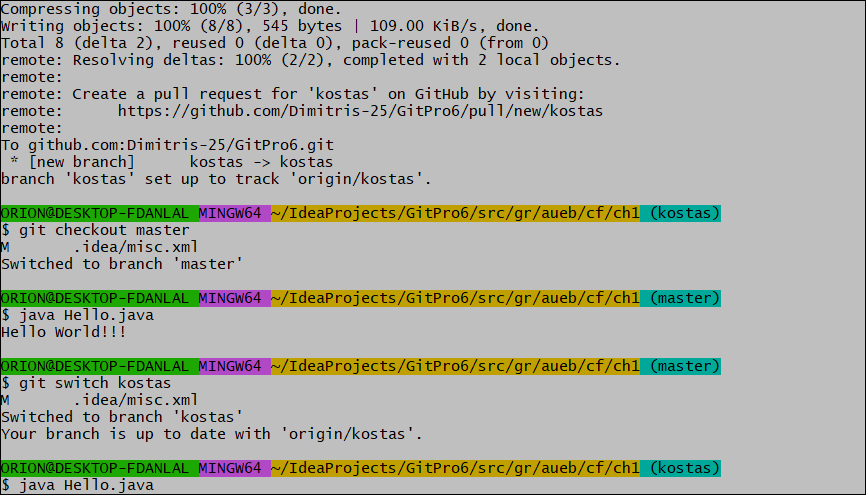 Compressing objects: 100% (3/3), done.
Writing objects: 100% (8/8), 545 bytes | 109.00 KiB/s, done.
Total 8 (delta 2), reused 0 (delta 0), pack-reused 0 (from 0)
remote: Resolving deltas: 100% (2/2), completed with 2 local objects.
remote:
remote: Create a pull request for 'kostas' on GitHub by visiting:
remote:      https://github.com/Dimitris-25/GitPro6/pull/new/kostas
remote:
To github.com:Dimitris-25/GitPro6.git
 * [new branch]      kostas -> kostas
branch 'kostas' set up to track 'origin/kostas'.
ORION@DESKTOP-FDANLAL MINGW64 ~/IdeaProjects/GitPro6/src/gr/aueb/cf/ch1 (kostas)
$ git checkout master
M       .idea/misc.xml
Switched to branch 'master'
ORION@DESKTOP-FDANLAL MINGW64 ~/IdeaProjects/GitPro6/src/gr/aueb/cf/ch1 (master)
$ java Hello.java
Hello World!!!
ORION@DESKTOP-FDANLAL MINGW64 ~/IdeaProjects/GitPro6/src/gr/aueb/cf/ch1 (master)
$ git switch kostas
M       .idea/misc.xml
Switched to branch 'kostas'
Your branch is up to date with 'origin/kostas'.
ORION@DESKTOP-FDANLAL MINGW64 ~/IdeaProjects/GitPro6/src/gr/aueb/cf/ch1 (kostas)
$ java Hello.java